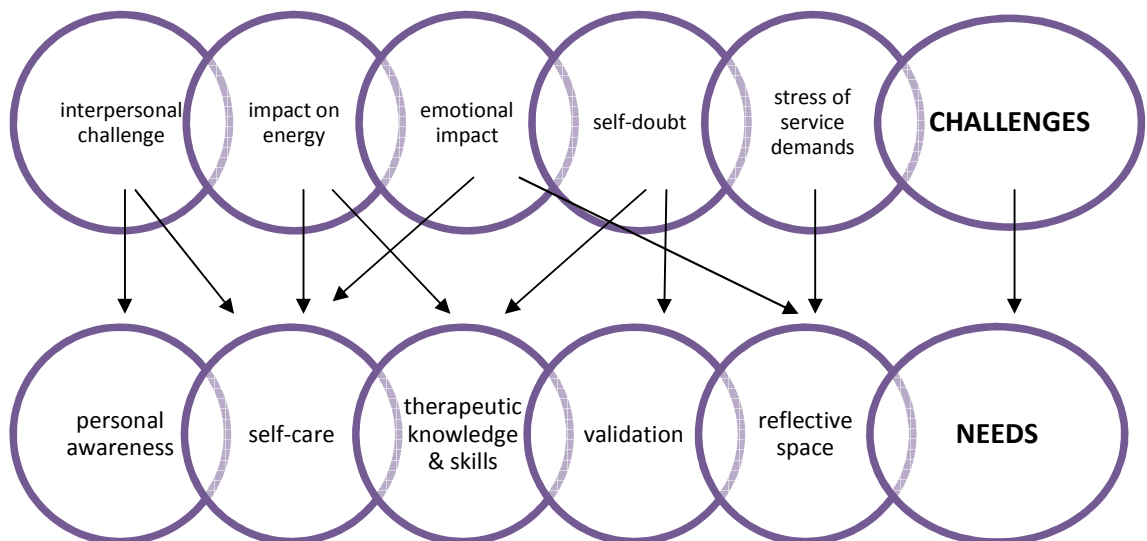 interpersonal
challenge
impact on
energy
emotional
impact
self-doubt
stress of
service
demands
CHALLENGES
personal
awareness
self-care
therapeutic
knowledge
& skills
validation
reflective
space
NEEDS